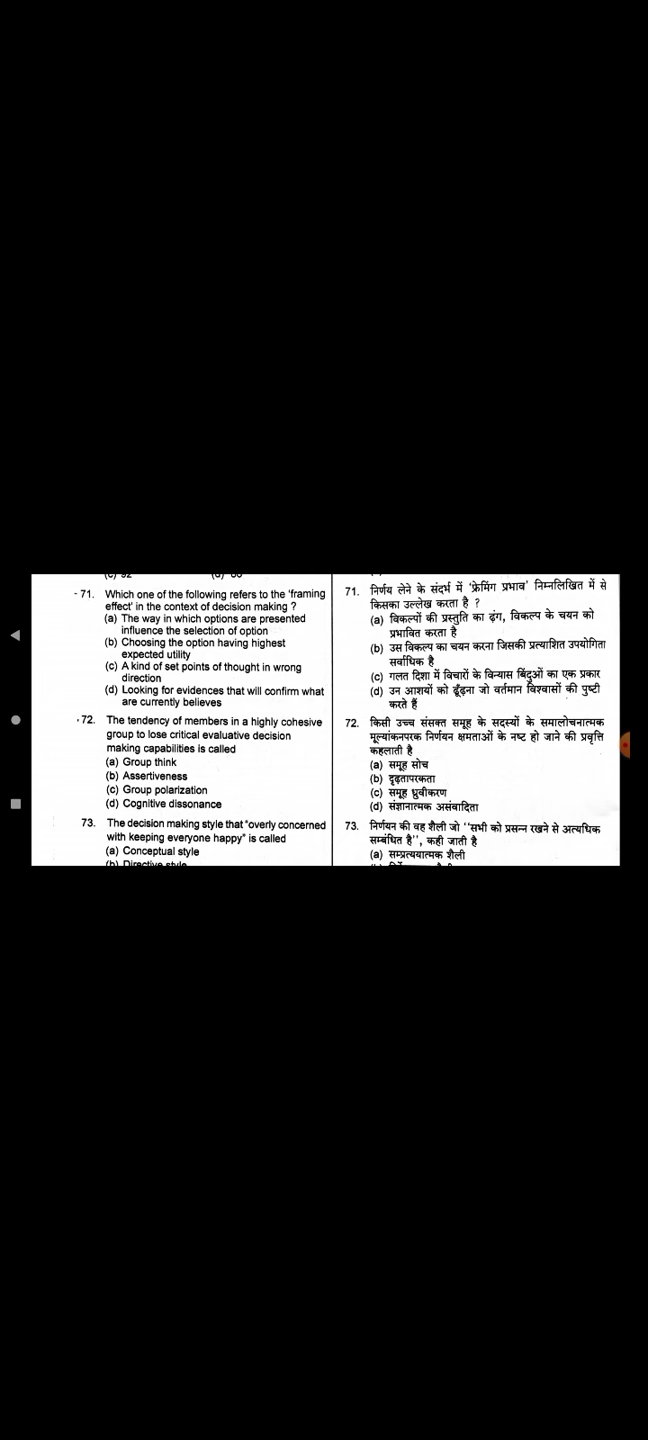 - 71. Which one of the following refers to the 'framing
effect' in the context of decision making ?
(a) The way in which options are presented
influence the selection of option
(b) Choosing the option having highest
expected utility
(c) A kind of set points of thought in wrong
direction
(d) Looking for evidences that will confirm what
are currently believes
72. The tendency of members in a highly cohesive
group to lose critical evaluative decision
making capabilities is called
(a) Group think
(b) Assertiveness
(c) Group polarization
(d) Cognitive dissonance
73. The decision making style that "overly concerned
with keeping everyone happy" is called
(a) Conceptual style
(b) Directive style
71. निर्णय लेने के संदर्भ में 'फ्रेमिंग प्रभाव' निम्नलिखित में से
किसका उल्लेख करता है ?
(a) विकल्पों की प्रस्तुति का ढ़ंग, विकल्प के चयन को
प्रभावित करता है
(b) उस विकल्प का चयन करना जिसकी प्रत्याशित उपयोगिता
सर्वाधिक है
(c) गलत दिशा में विचारों के विन्यास बिंदुओं का एक प्रकार
(d) उन आशयों को ढूँढ़ना जो वर्तमान विश्वासों की पुष्टी
करते हैं
72. किसी उच्च संसक्त समूह के सदस्यों के समालोचनात्मक
मूल्यांकनपरक निर्णयन क्षमताओं के नष्ट हो जाने की प्रवृत्ति
कहलाती है
(a) समूह सोच
(b) दृढ़तापरकता
(c) समूह ध्रुवीकरण
(d) संज्ञानात्मक असंवादिता
73. निर्णयन की वह शैली जो ''सभी को प्रसन्न रखने से अत्यधिक
सम्बंधित है'', कही जाती है
(a) सम्प्रत्ययात्मक शैली